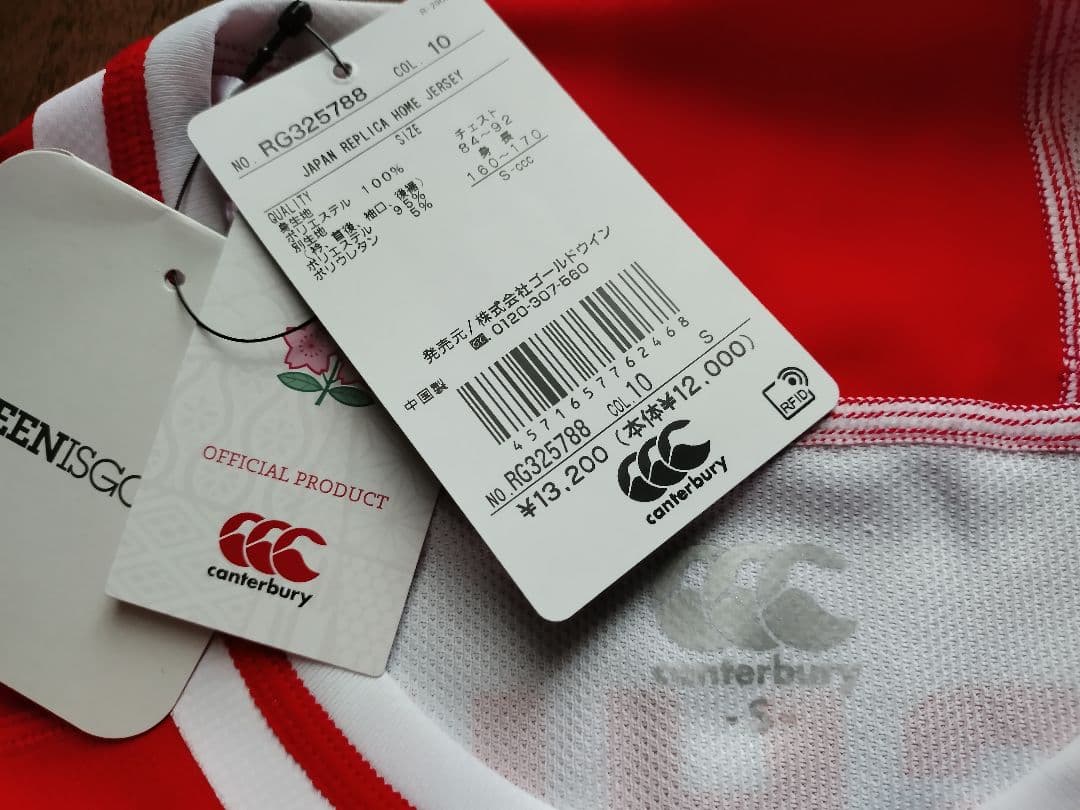 NO. RG325788 COL. 10
JAPAN REPLICA HOME JERSEY
QUALITY
身生地
ポリエステル 100%
別生地
(衿、首後、袖口、後裾)
ポリエステル 95%
ポリウレタン 5%
SIZE
チェスト
84~92
身長
160~170
S-ccc
発売元/株式会社ゴールドウイン
0120-307-560
中国製
4571657762468
NO. RG325788 COL. 10 S
¥13,200 (本体¥12,000)
canterbury
RFID
EENISGO
OFFICIAL PRODUCT
canterbury
canterbury
- S -